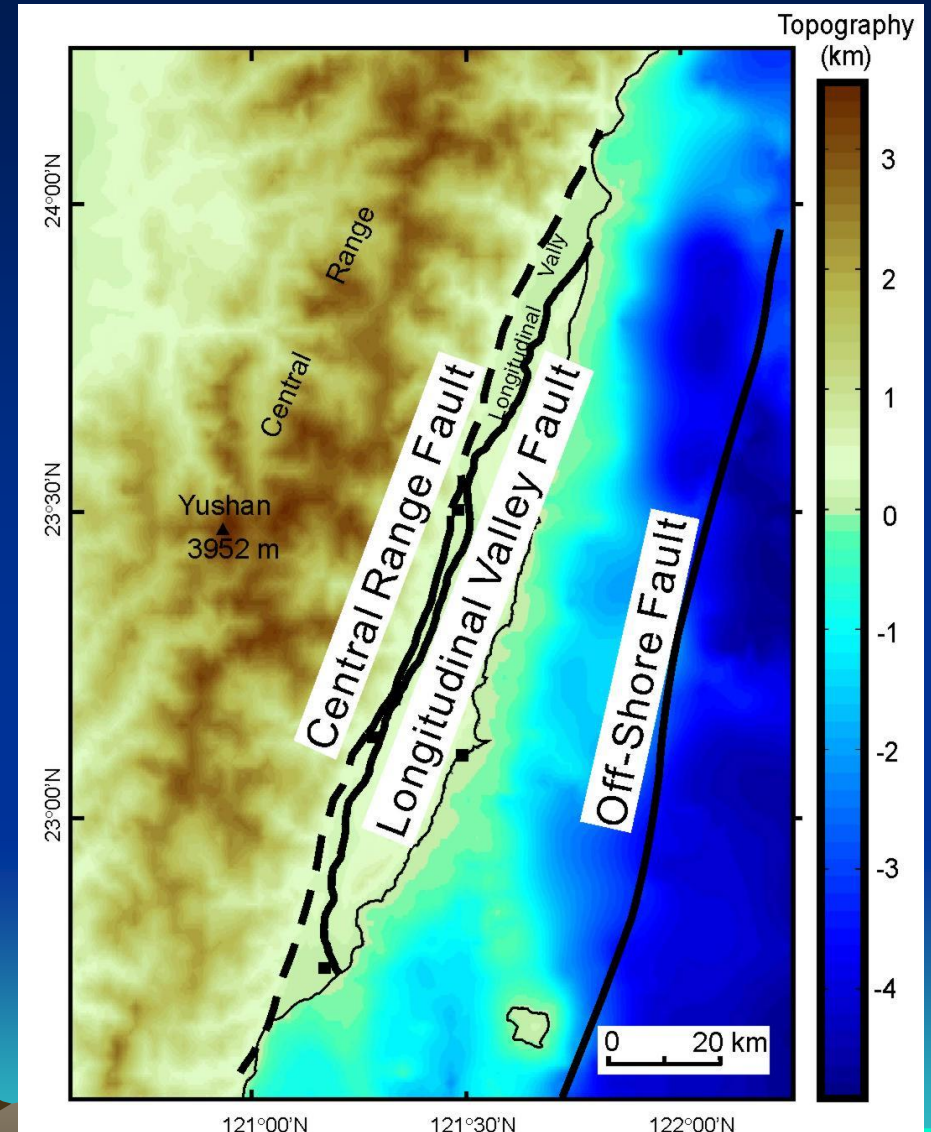 Topography
(km)
3
2
1
0
-1
-2
-3
-4
24°00'N
23°30'N
23°00'N
Range
Central
Vally
Longitudinal
Yushan
3952 m
Central Range Fault
Longitudinal Valley Fault
Off-Shore Fault
0 20 km
121°00'N 121°30'N 122°00'N